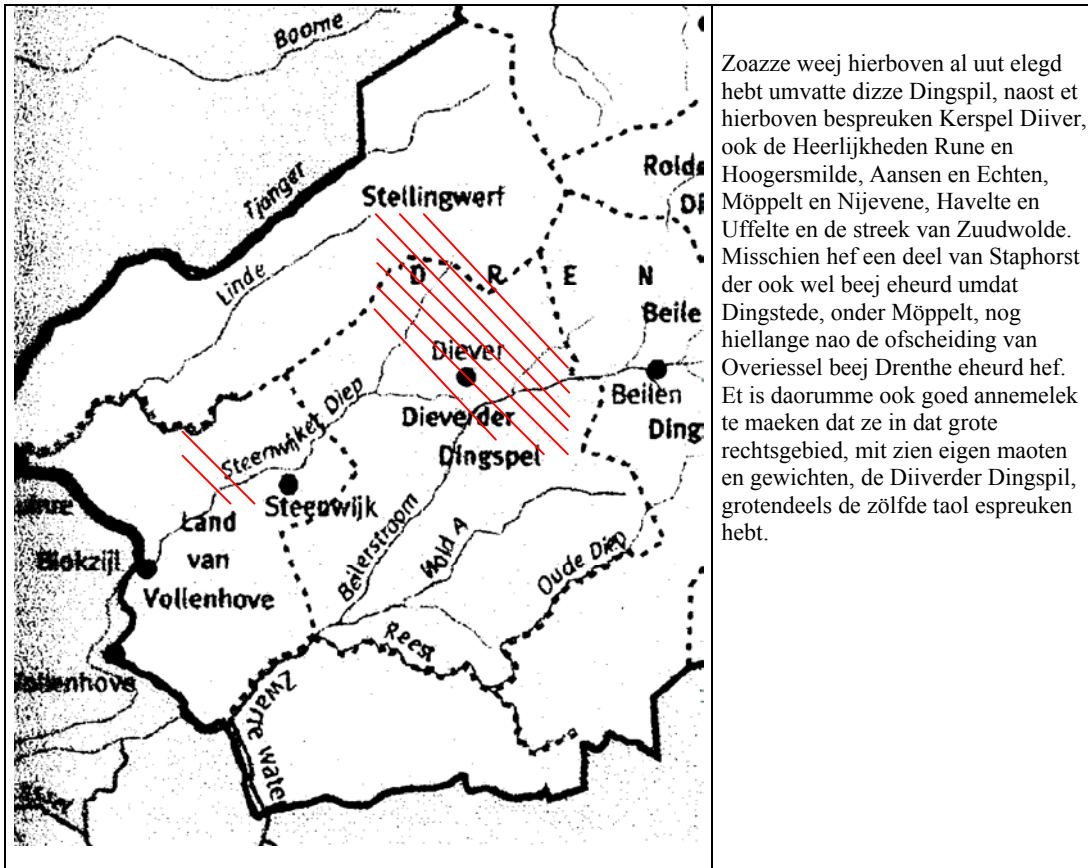 Boorne
Tjonger
Stellingwerf
Linde
Rolde
D R E N
Beile
Diever
Beilen
Steenwijker Diep
Dieverder
Dingspel
Steenwijk
Land
van
Vollenhove
Blokzijl
Beilerstroom
Wold A
Oude Diep
Reest
Vollenhove
Zwarte water
Zoazze weej hierboven al uut elegd
hebt umvatte dizze Dingspil, naost et
hierboven bespreuken Kerspel Diiver,
ook de Heerlijkheden Rune en
Hoogersmilde, Aansen en Echten,
Möppelt en Nijevene, Havelte en
Uffelte en de streek van Zuudwolde.
Misschien hef een deel van Staphorst
der ook wel beej eheurd umdat
Dingstede, onder Möppelt, nog
hiellange nao de ofscheiding van
Overiessel beej Drenthe eheurd hef.
Et is daorumme ook goed annemelek
te maeken dat ze in dat grote
rechtsgebied, mit zien eigen maoten
en gewichten, de Diiverder Dingspil,
grotendeels de zölfde taol espreuken
hebt.